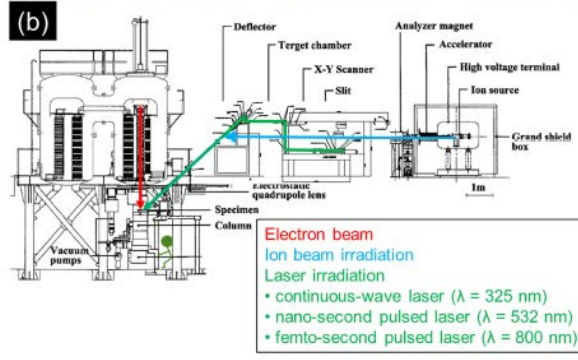 (b)
Deflector
Terget chamber
X-Y Scanner
Slit
Analyzer magnet
Accelerator
High voltage terminal
Ion source
Grand shield
box
1m
Electrostatic
quadrupole lens
Specimen
Column
Vacuum
pumps
Electron beam
Ion beam irradiation
Laser irradiation
• continuous-wave laser (λ = 325 nm)
• nano-second pulsed laser (λ = 532 nm)
• femto-second pulsed laser (λ = 800 nm)